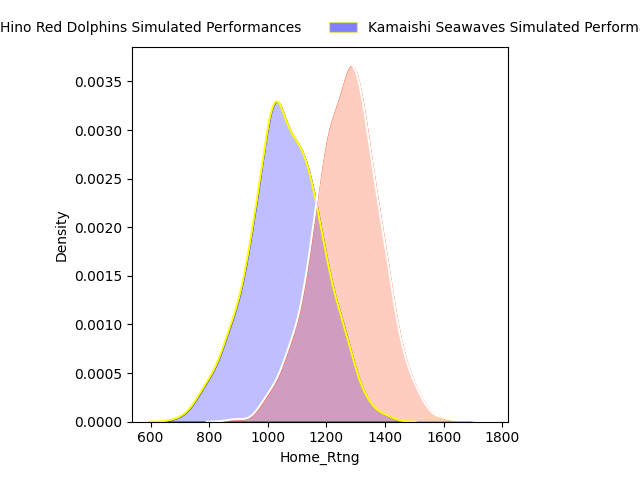 Hino Red Dolphins Simulated Performances
Kamaishi Seawaves Simulated
0.0035
0.0030
0.0025
0.0020
0.0015
0.0010
0.0005
0.0000
Density
600 800 1000 1200 1400 1600 1800
Home_Rtng